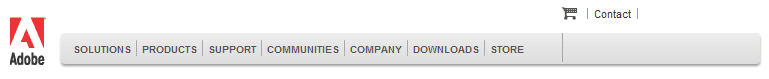 Contact
Adobe
SOLUTIONS PRODUCTS SUPPORT COMMUNITIES COMPANY DOWNLOADS STORE